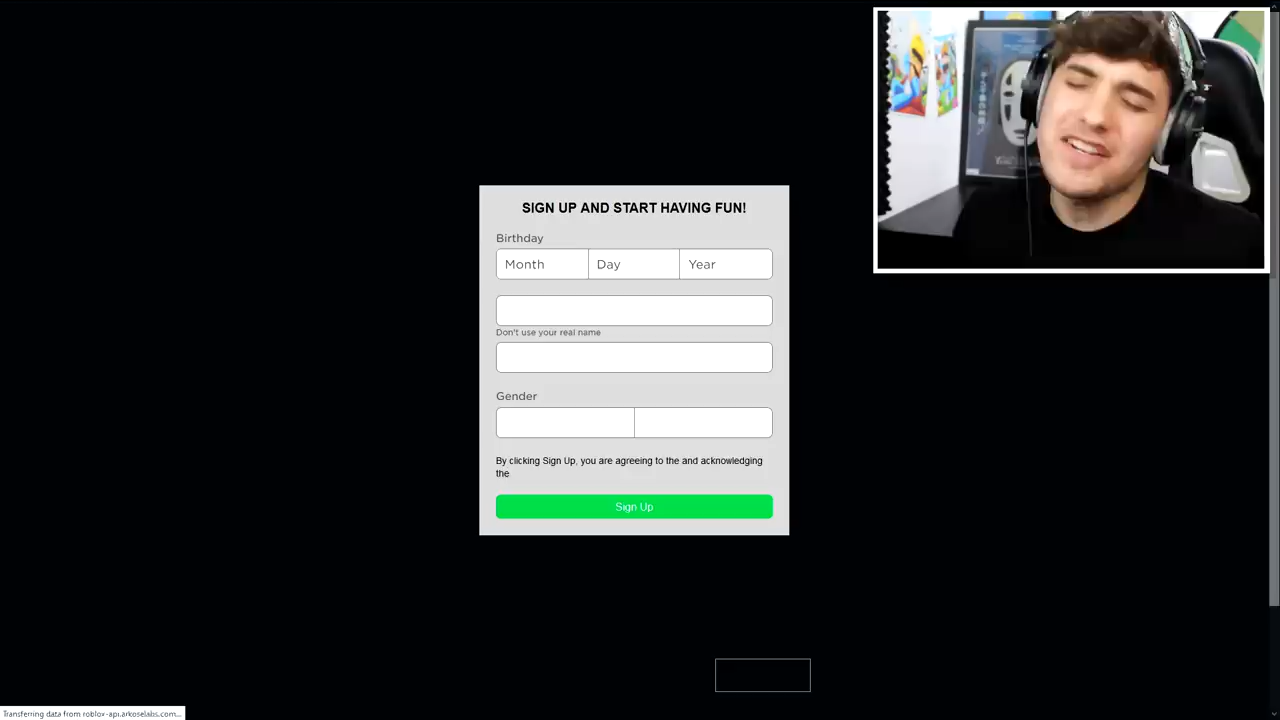 SIGN UP AND START HAVING FUN!
Birthday
Month Day Year
Don't use your real name
Gender
By clicking Sign Up, you are agreeing to the and acknowledging
the
Sign Up
Transferring data from roblox-api.arkoselabs.com...